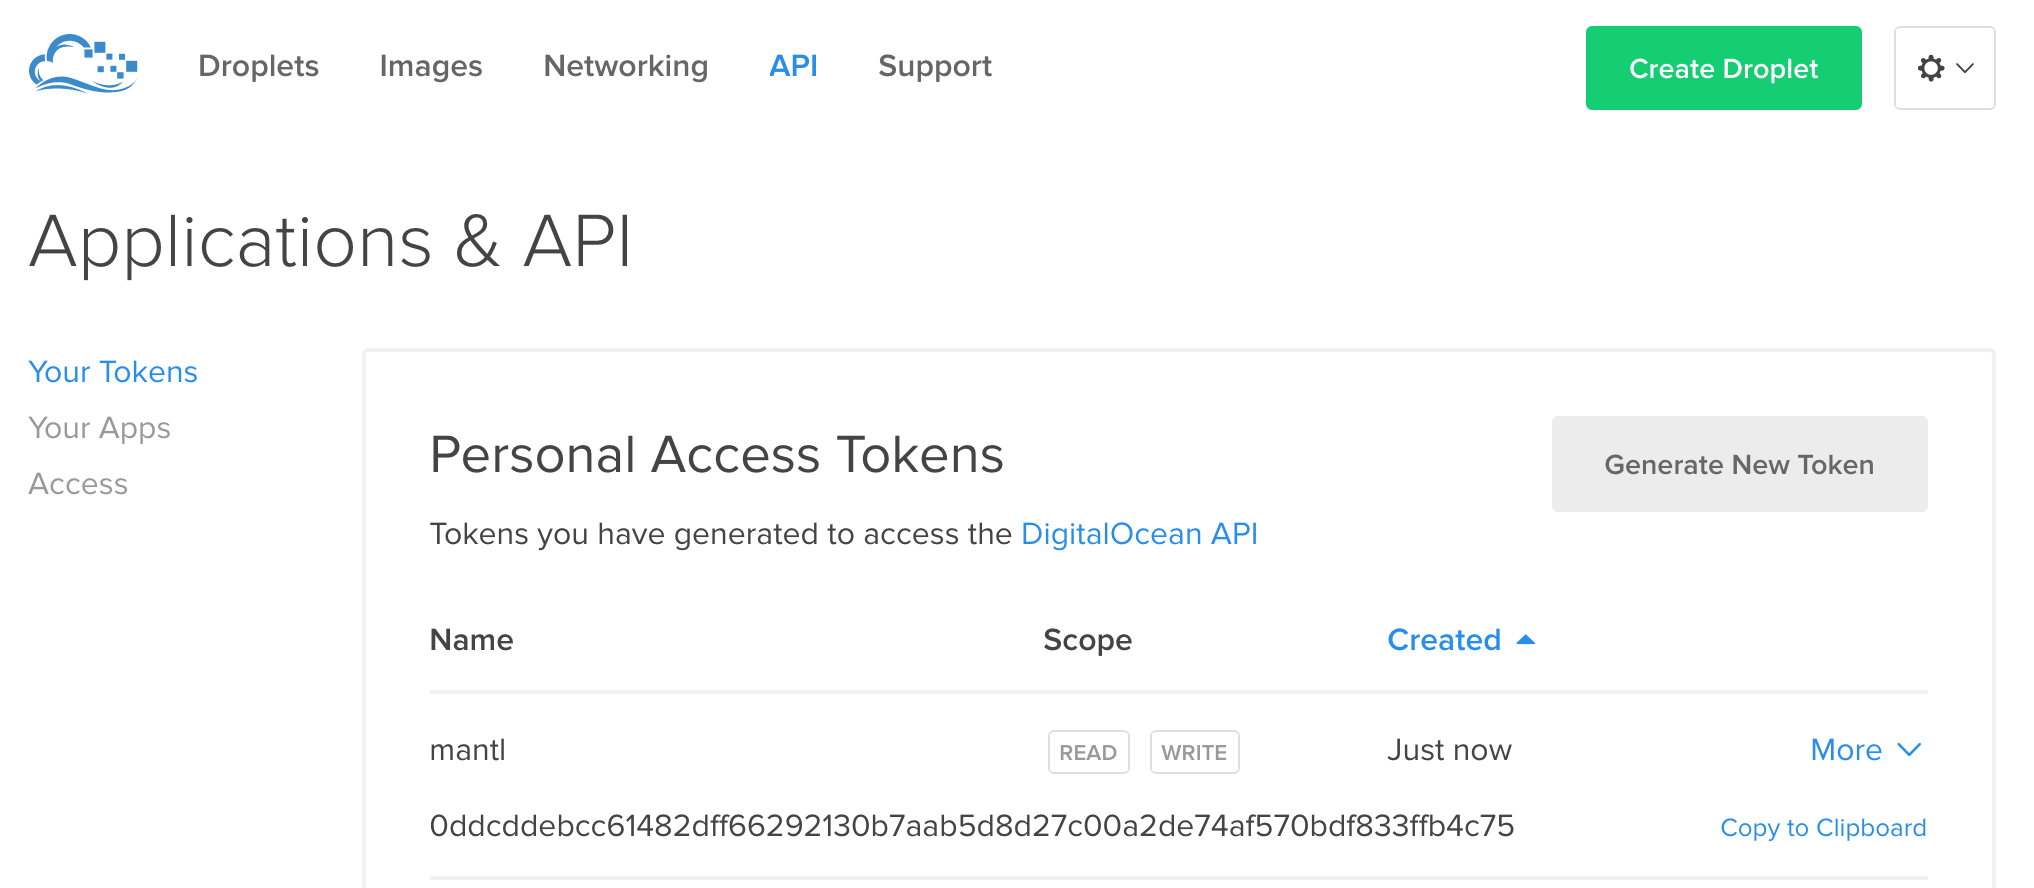 Droplets Images Networking API Support Create Droplet
Applications & API
Your Tokens
Your Apps
Access
Personal Access Tokens
Generate New Token
Tokens you have generated to access the DigitalOcean API
Name Scope Created
mantl READ WRITE Just now More
0ddcddebcc61482dff66292130b7aab5d8d27c00a2de74af570bdf833ffb4c75 Copy to Clipboard